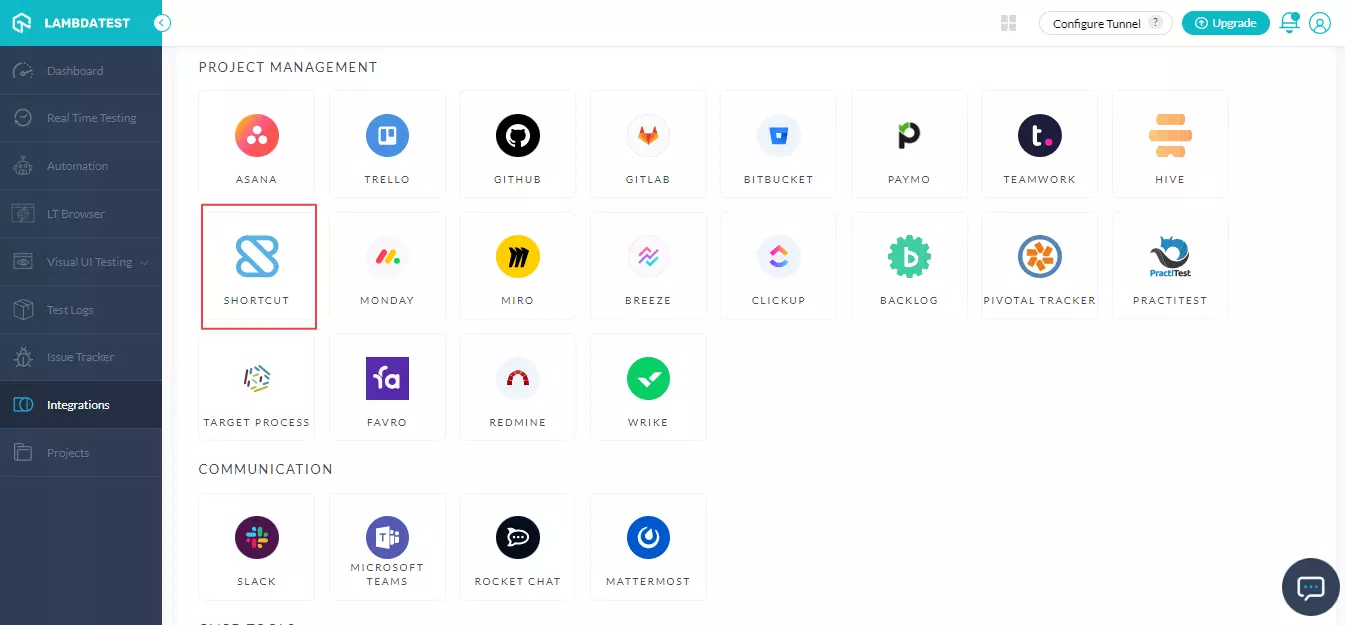 LAMBDATEST
Configure Tunnel ?
Upgrade
Dashboard
Real Time Testing
Automation
LT Browser
Visual UI Testing
Test Logs
Issue Tracker
Integrations
Projects
PROJECT MANAGEMENT
ASANA
TRELLO
GITHUB
GITLAB
BITBUCKET
PAYMO
TEAMWORK
HIVE
SHORTCUT
MONDAY
MIRO
BREEZE
CLICKUP
BACKLOG
PIVOTAL TRACKER
PractiTest
PRACTITEST
TARGET PROCESS
FAVRO
REDMINE
WRIKE
COMMUNICATION
SLACK
MICROSOFT
TEAMS
ROCKET CHAT
MATTERMOST